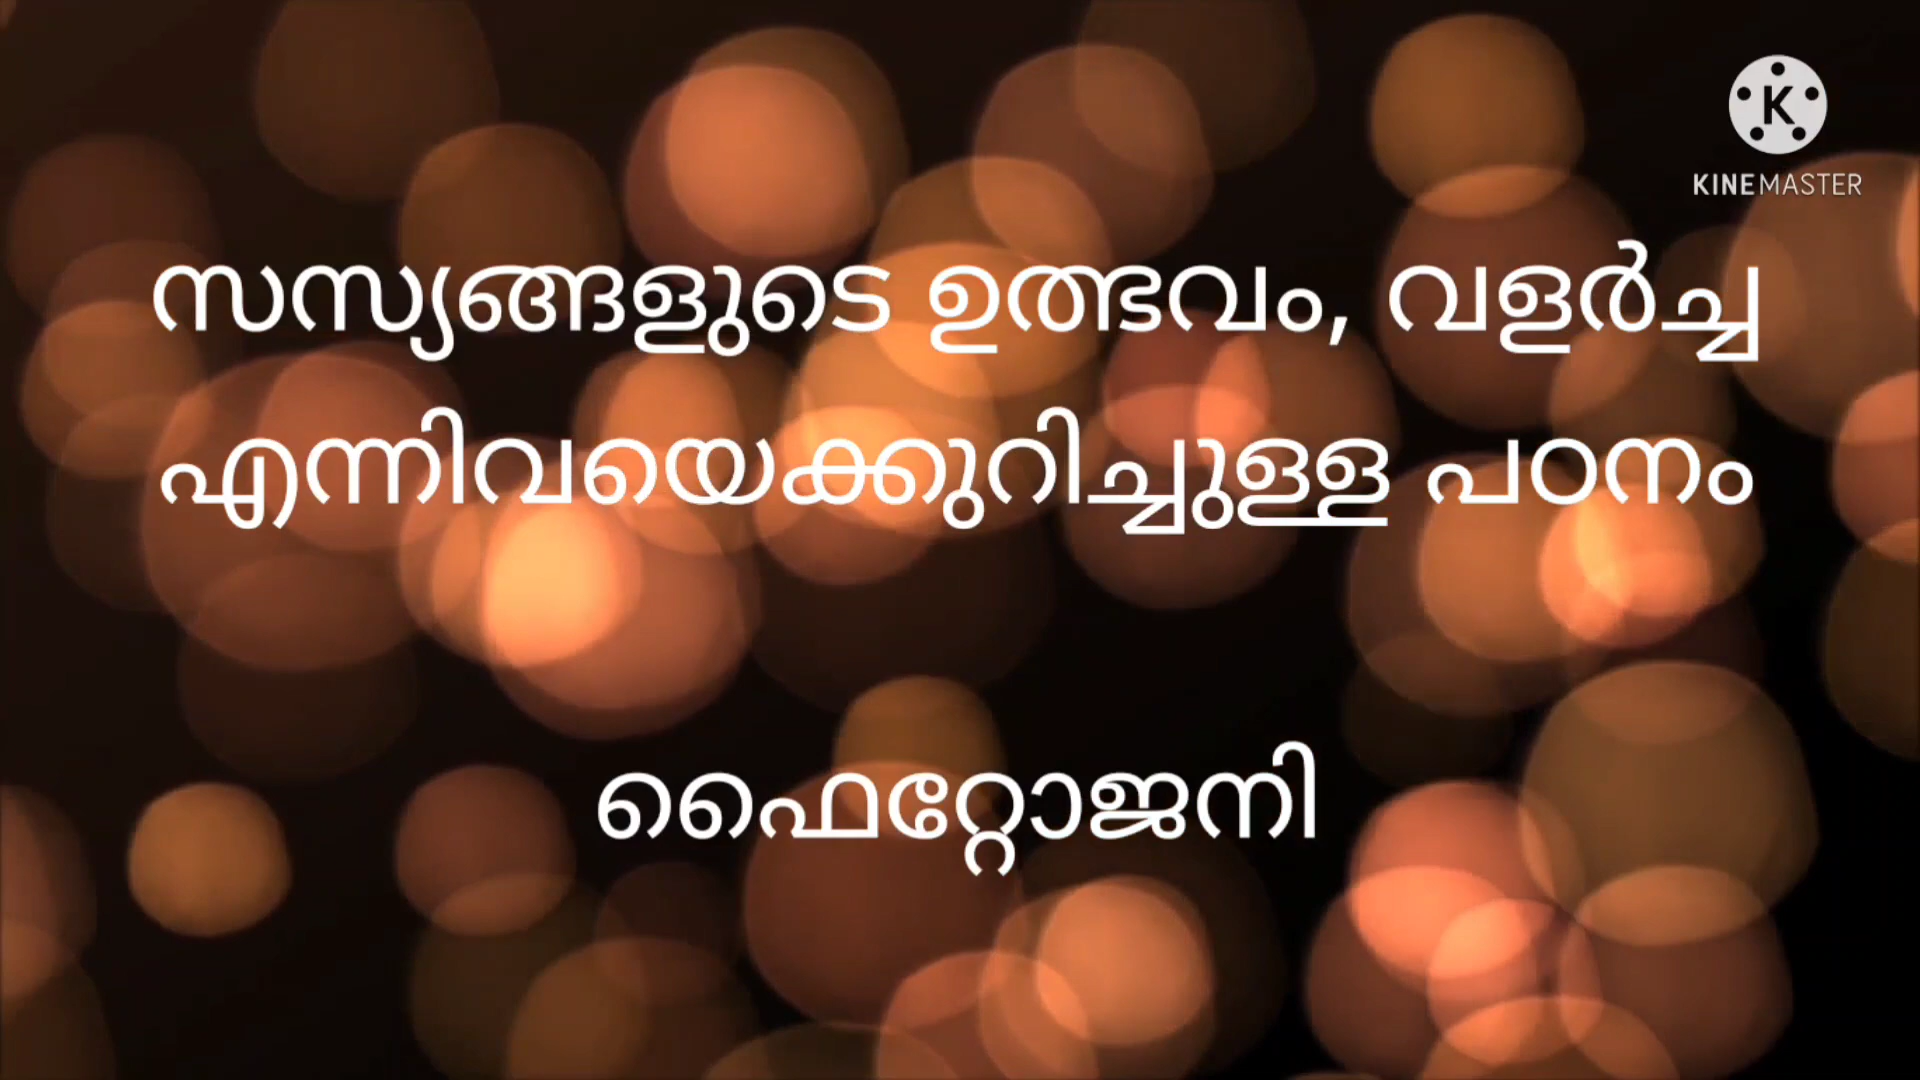 KINEMASTER
സസ്യങ്ങളുടെ ഉത്ഭവം, വളർച്ച
എന്നിവയെക്കുറിച്ചുള്ള പഠനം
ഫൈറ്റോജനി